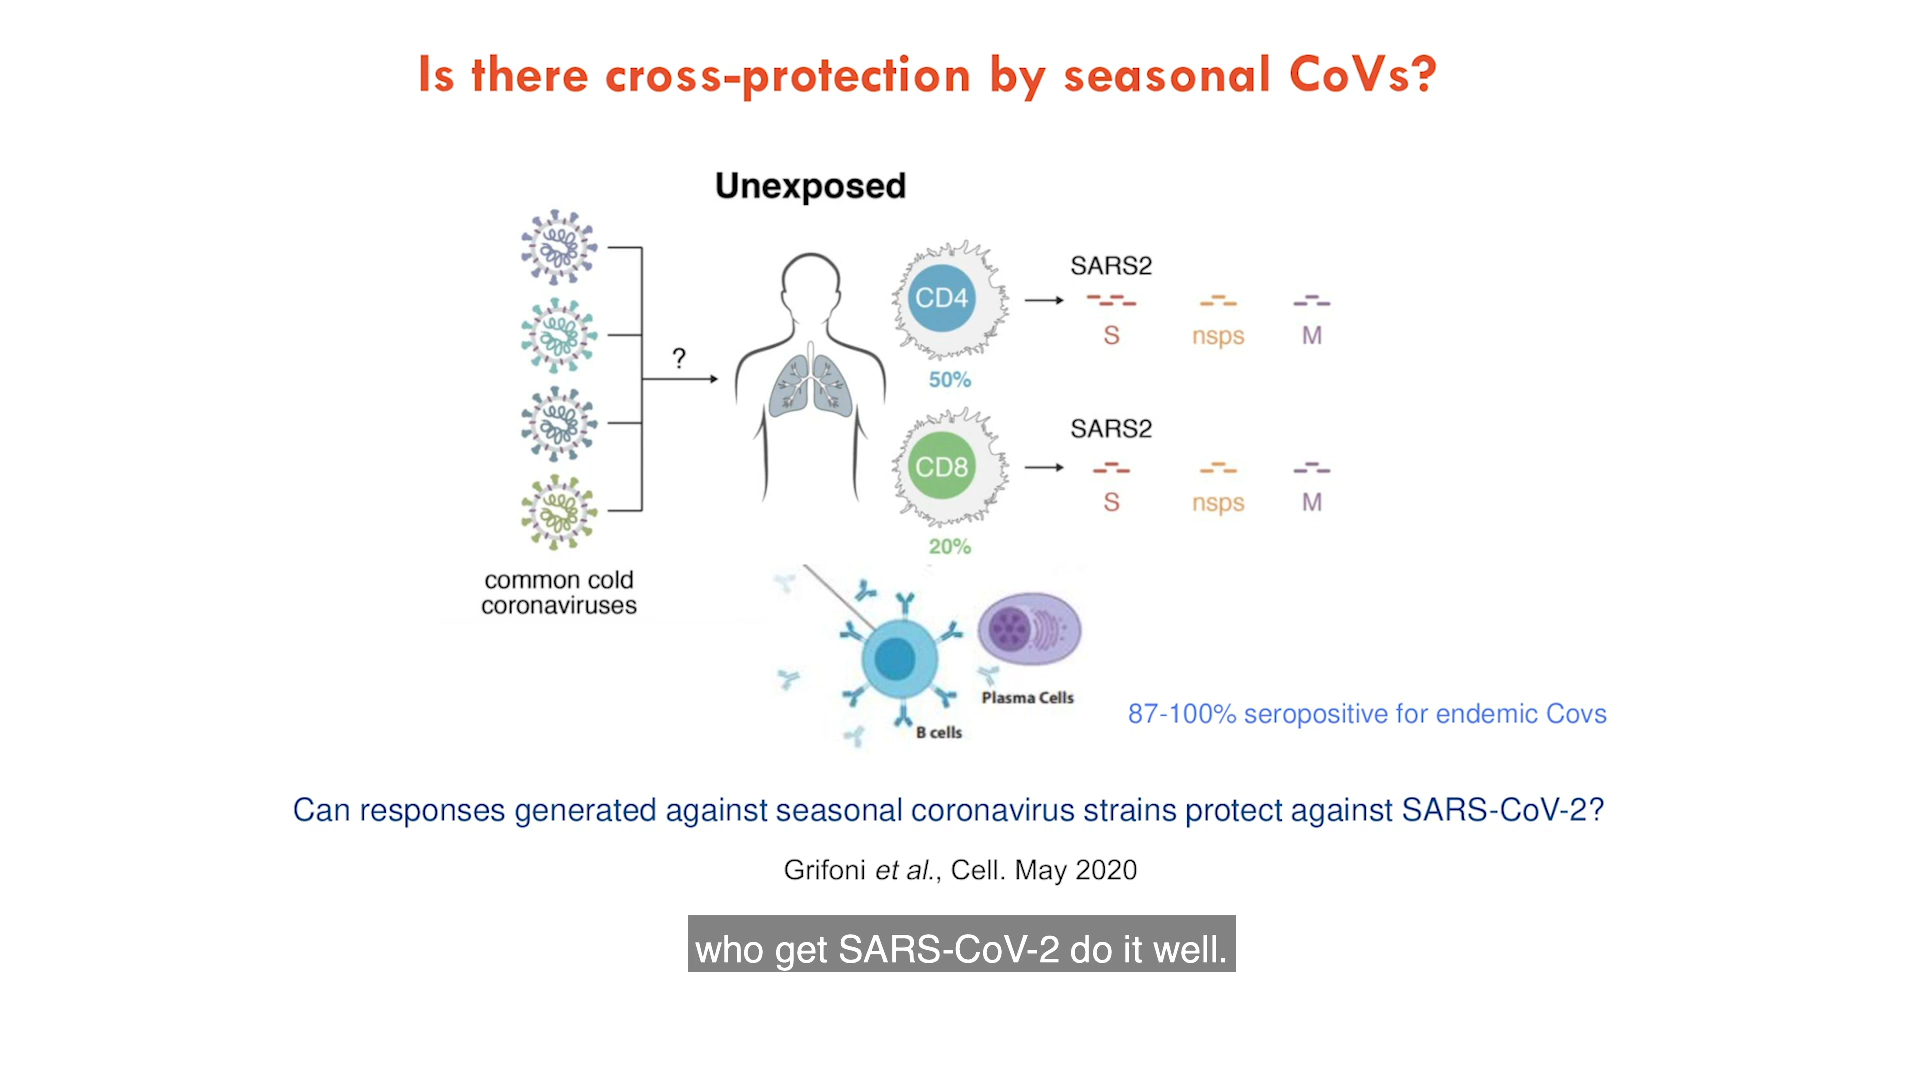 Is there cross-protection by seasonal CoVs?
Unexposed
?
common cold
coronaviruses
CD4
50%
SARS2
S nsps M
CD8
20%
SARS2
S nsps M
B cells
Plasma Cells
87-100% seropositive for endemic Covs
Can responses generated against seasonal coronavirus strains protect against SARS-CoV-2?
Grifoni et al., Cell. May 2020
who get SARS-CoV-2 do it well.